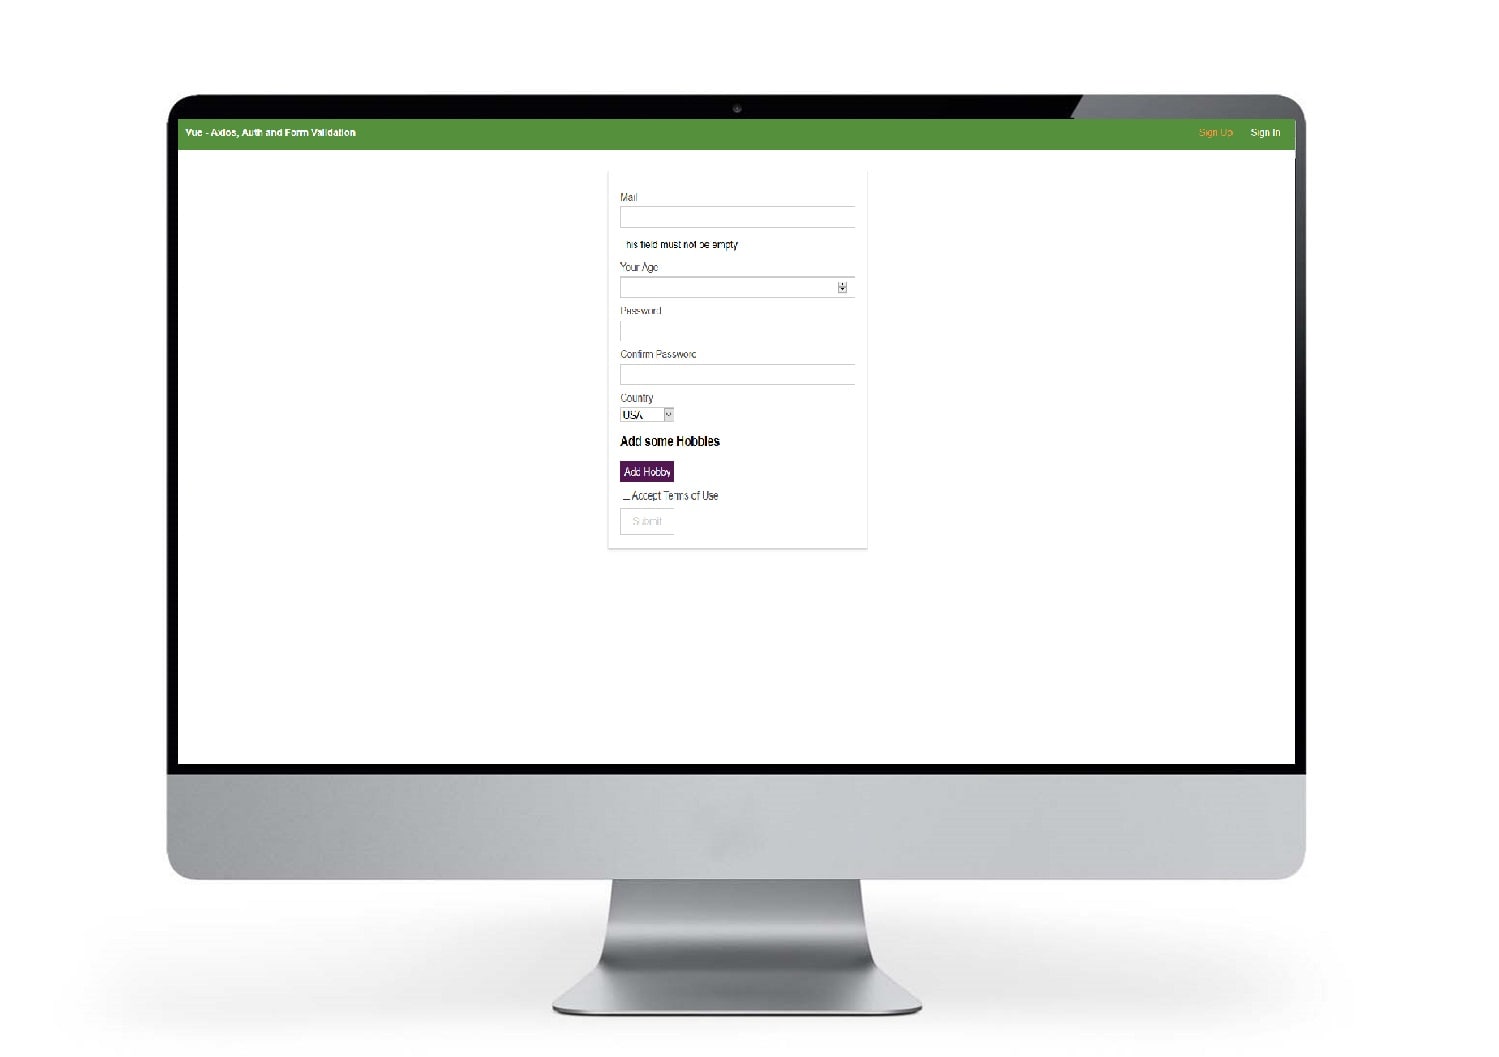 Vue - Axios, Auth and Form Validation
Sign Up
Sign In
Mail
his field must not be empty
Your Age
Password
Confirm Password
Country
USA
Add some Hobbies
Add Hobby
Accept Terms of Use
Submit